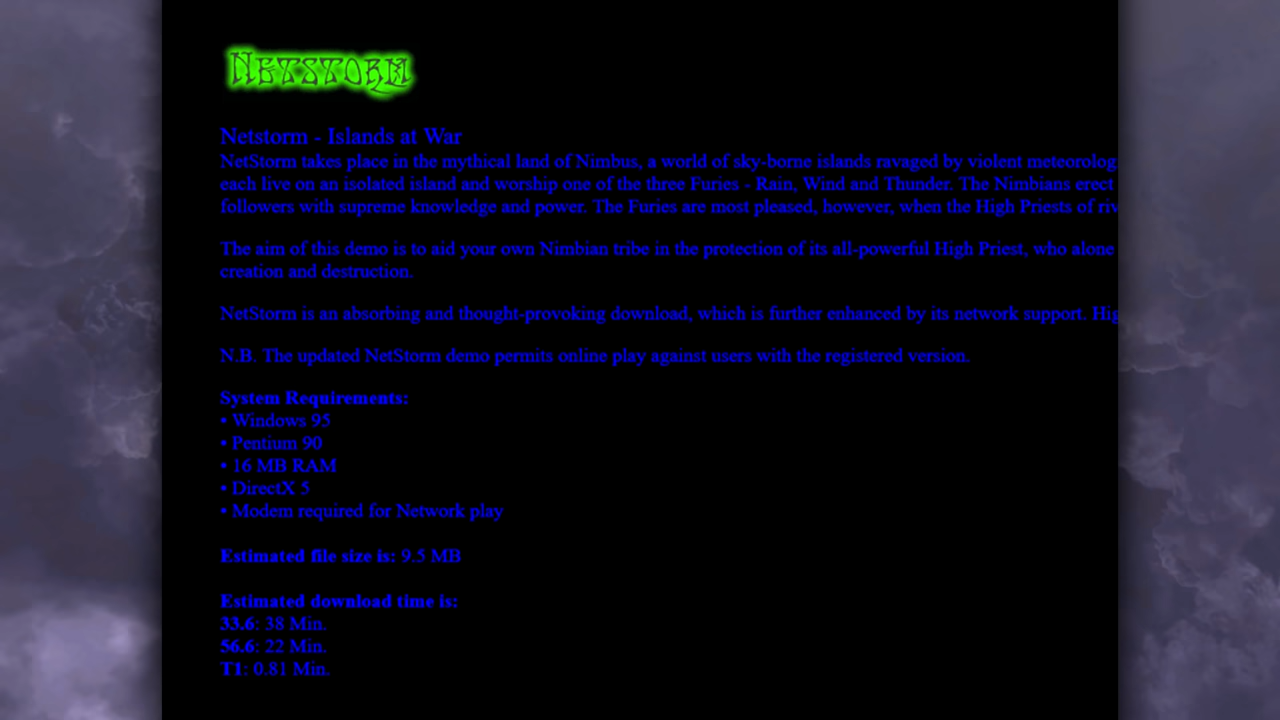 NETSTORM
Netstorm - Islands at War
NetStorm takes place in the mythical land of Nimbus, a world of sky-borne islands ravaged by violent meteorolog
each live on an isolated island and worship one of the three Furies - Rain, Wind and Thunder. The Nimbians erect
followers with supreme knowledge and power. The Furies are most pleased, however, when the High Priests of riv
The aim of this demo is to aid your own Nimbian tribe in the protection of its all-powerful High Priest, who alone
creation and destruction.
NetStorm is an absorbing and thought-provoking download, which is further enhanced by its network support. Hig
N.B. The updated NetStorm demo permits online play against users with the registered version.
System Requirements:
• Windows 95
• Pentium 90
• 16 MB RAM
• DirectX 5
• Modem required for Network play
Estimated file size is: 9.5 MB
Estimated download time is:
33.6: 38 Min.
56.6: 22 Min.
T1: 0.81 Min.